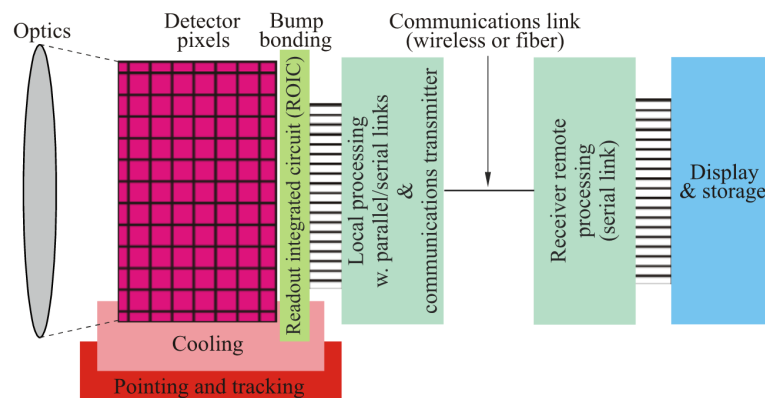 Optics
Detector
pixels
Bump
bonding
Communications link
(wireless or fiber)
Readout integrated circuit (ROIC)
Local processing
w. parallel/serial links
&
communications transmitter
Receiver remote
processing
(serial link)
Display
& storage
Cooling
Pointing and tracking